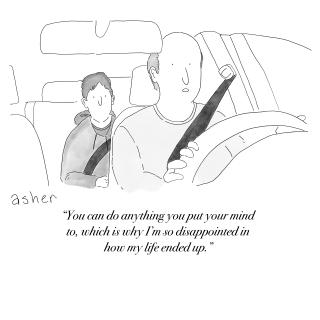 asher
“You can do anything you put your mind
to, which is why I’m so disappointed in
how my life ended up.”